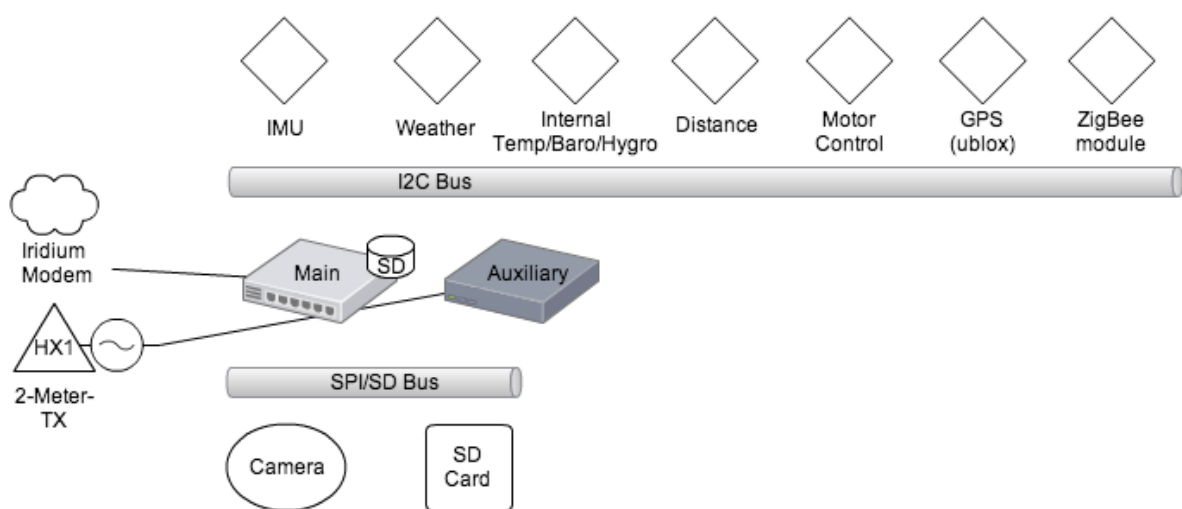 IMU
Weather
Internal
Temp/Baro/Hygro
Distance
Motor
Control
GPS
(ublox)
ZigBee
module
I2C Bus
Iridium
Modem
Main
SD
Auxiliary
HX1
2-Meter-
TX
SPI/SD Bus
Camera
SD
Card